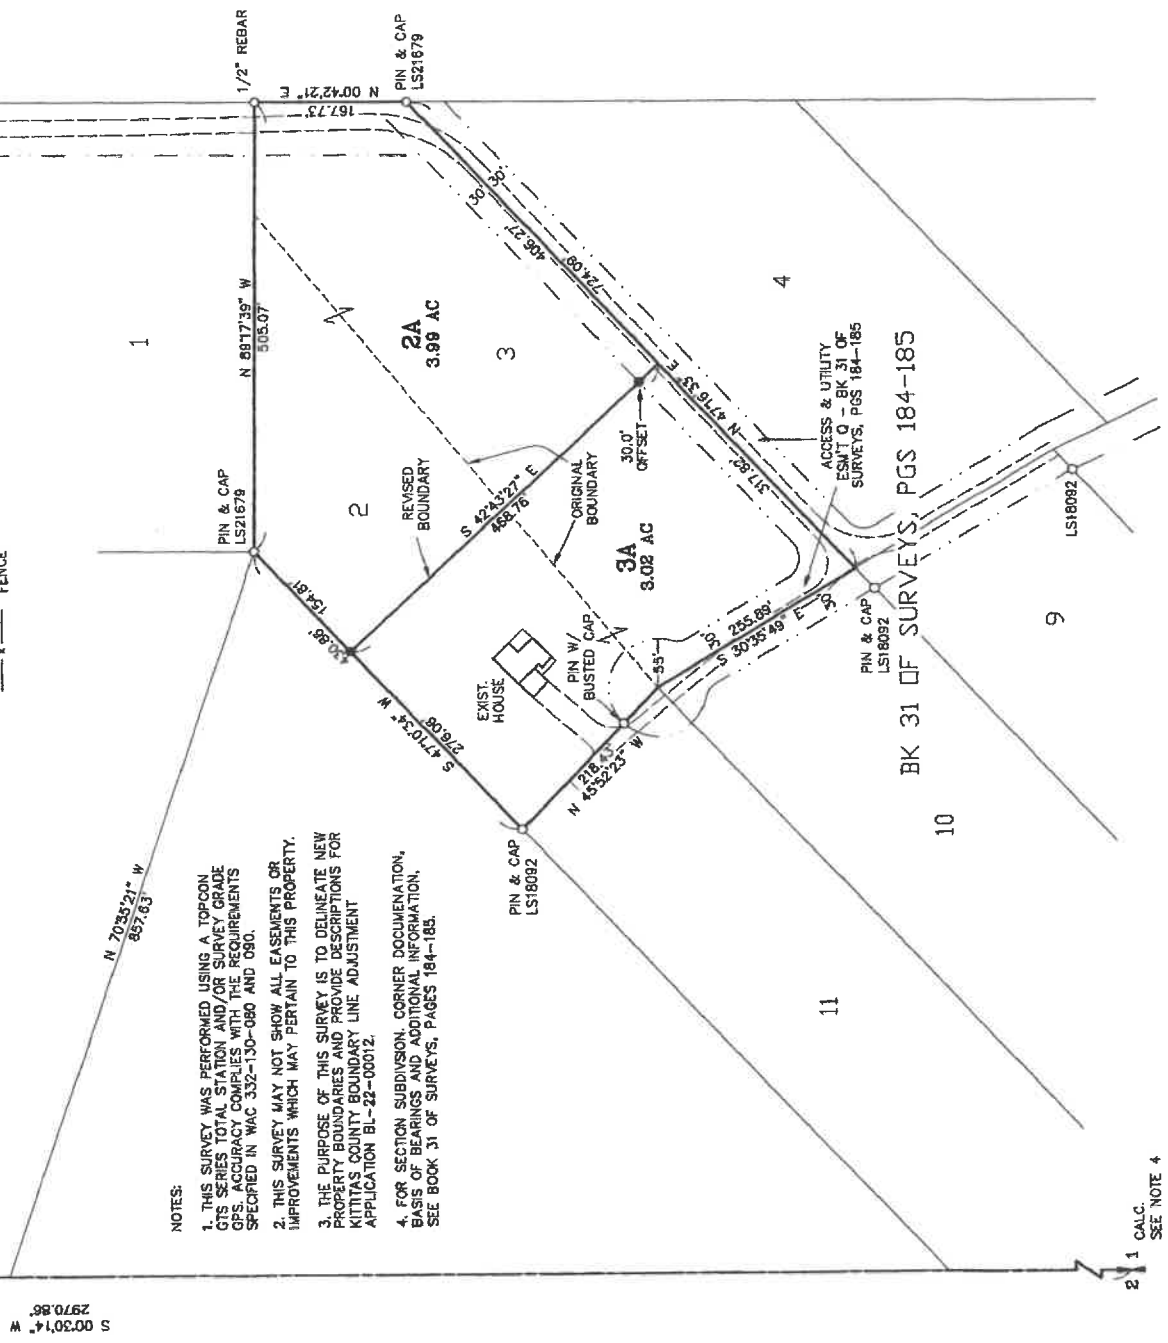 FENCE
1/2" REBAR
N 00°42'21" E
167.73'
PIN & CAP
LS21679
1
N 89°17'39" W
505.07'
PIN & CAP
LS21679
2A
3.99 AC
3
30'
30'
406.27'
724.09'
4
2
REVISED
BOUNDARY
S 42°43'27" E
468.76'
ORIGINAL
BOUNDARY
30.0'
OFFSET
N 47°16'33" E
317.82'
ACCESS & UTILITY
ESM'T Q - BK 31 OF
SURVEYS, PGS 184-185
3A
3.02 AC
154.81'
430.86'
S 47°10'34" W
276.06'
EXIST.
HOUSE
PIN W/
BUSTED CAP
55'
30'
255.89'
S 30°35'49" E
218.43'
N 45°52'23" W
PIN & CAP
LS18092
PIN & CAP
LS18092
LS18092
BK 31 OF SURVEYS, PGS 184-185
9
10
11
N 70°35'21" W
857.63'
NOTES:
1. THIS SURVEY WAS PERFORMED USING A TOPCON
GTS SERIES TOTAL STATION AND/OR SURVEY GRADE
GPS. ACCURACY COMPLIES WITH THE REQUIREMENTS
SPECIFIED IN WAC 332-130-080 AND 090.
2. THIS SURVEY MAY NOT SHOW ALL EASEMENTS OR
IMPROVEMENTS WHICH MAY PERTAIN TO THIS PROPERTY.
3. THE PURPOSE OF THIS SURVEY IS TO DELINEATE NEW
PROPERTY BOUNDARIES AND PROVIDE DESCRIPTIONS FOR
KITTITAS COUNTY BOUNDARY LINE ADJUSTMENT
APPLICATION BL-22-00012.
4. FOR SECTION SUBDIVISION, CORNER DOCUMENATION,
BASIS OF BEARINGS AND ADDITIONAL INFORMATION,
SEE BOOK 31 OF SURVEYS, PAGES 184-185.
S 00°30'14" W
2970.86'
2 1
CALC.
SEE NOTE 4